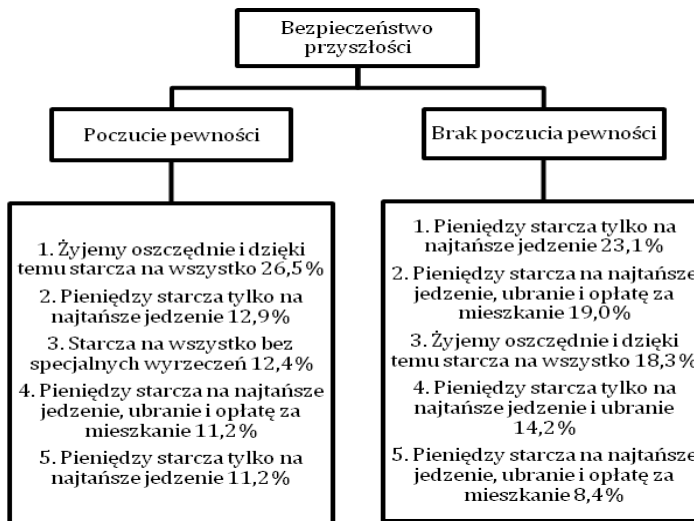 Bezpieczeństwo
przyszłości
Poczucie pewności
Brak poczucia pewności
1. Żyjemy oszczędnie i dzięki
temu starcza na wszystko 26,5%
2. Pieniędzy starcza tylko na
najtańsze jedzenie 12,9%
3. Starcza na wszystko bez
specjalnych wyrzeczeń 12,4%
4. Pieniędzy starcza na najtańsze
jedzenie, ubranie i opłatę za
mieszkanie 11,2%
5. Pieniędzy starcza tylko na
najtańsze jedzenie 11,2%
1. Pieniędzy starcza tylko na
najtańsze jedzenie 23,1%
2. Pieniędzy starcza na najtańsze
jedzenie, ubranie i opłatę za
mieszkanie 19,0%
3. Żyjemy oszczędnie i dzięki
temu starcza na wszystko 18,3%
4. Pieniędzy starcza tylko na
najtańsze jedzenie i ubranie
14,2%
5. Pieniędzy starcza na najtańsze
jedzenie, ubranie i opłatę za
mieszkanie 8,4%